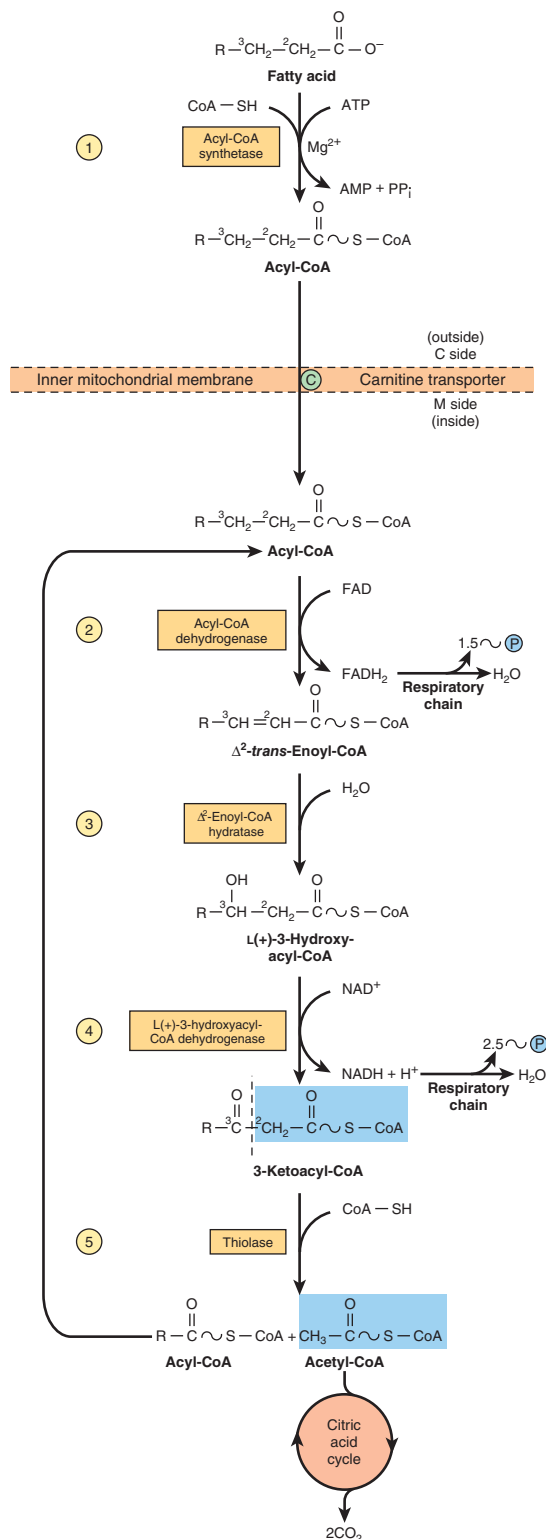 O
R—³CH₂—²CH₂—C—O⁻
Fatty acid
CoA—SH
ATP
1
Acyl-CoA
synthetase
Mg²⁺
AMP + PPᵢ
O
R—³CH₂—²CH₂—C~S—CoA
Acyl-CoA
(outside)
C side
Inner mitochondrial membrane
C
Carnitine transporter
M side
(inside)
O
R—³CH₂—²CH₂—C~S—CoA
Acyl-CoA
FAD
2
Acyl-CoA
dehydrogenase
1.5~P
FADH₂
H₂O
Respiratory
chain
O
R—³CH=²CH—C~S—CoA
Δ²-trans-Enoyl-CoA
H₂O
3
Δ²-Enoyl-CoA
hydratase
OH
O
R—³CH—²CH₂—C~S—CoA
L(+)-3-Hydroxy-
acyl-CoA
NAD⁺
4
L(+)-3-hydroxyacyl-
CoA dehydrogenase
2.5~P
NADH + H⁺
H₂O
Respiratory
chain
O
O
R—³C—²CH₂—C~S—CoA
3-Ketoacyl-CoA
CoA—SH
5
Thiolase
O
O
R—C~S—CoA + CH₃—C~S—CoA
Acyl-CoA
Acetyl-CoA
Citric
acid
cycle
2CO₂